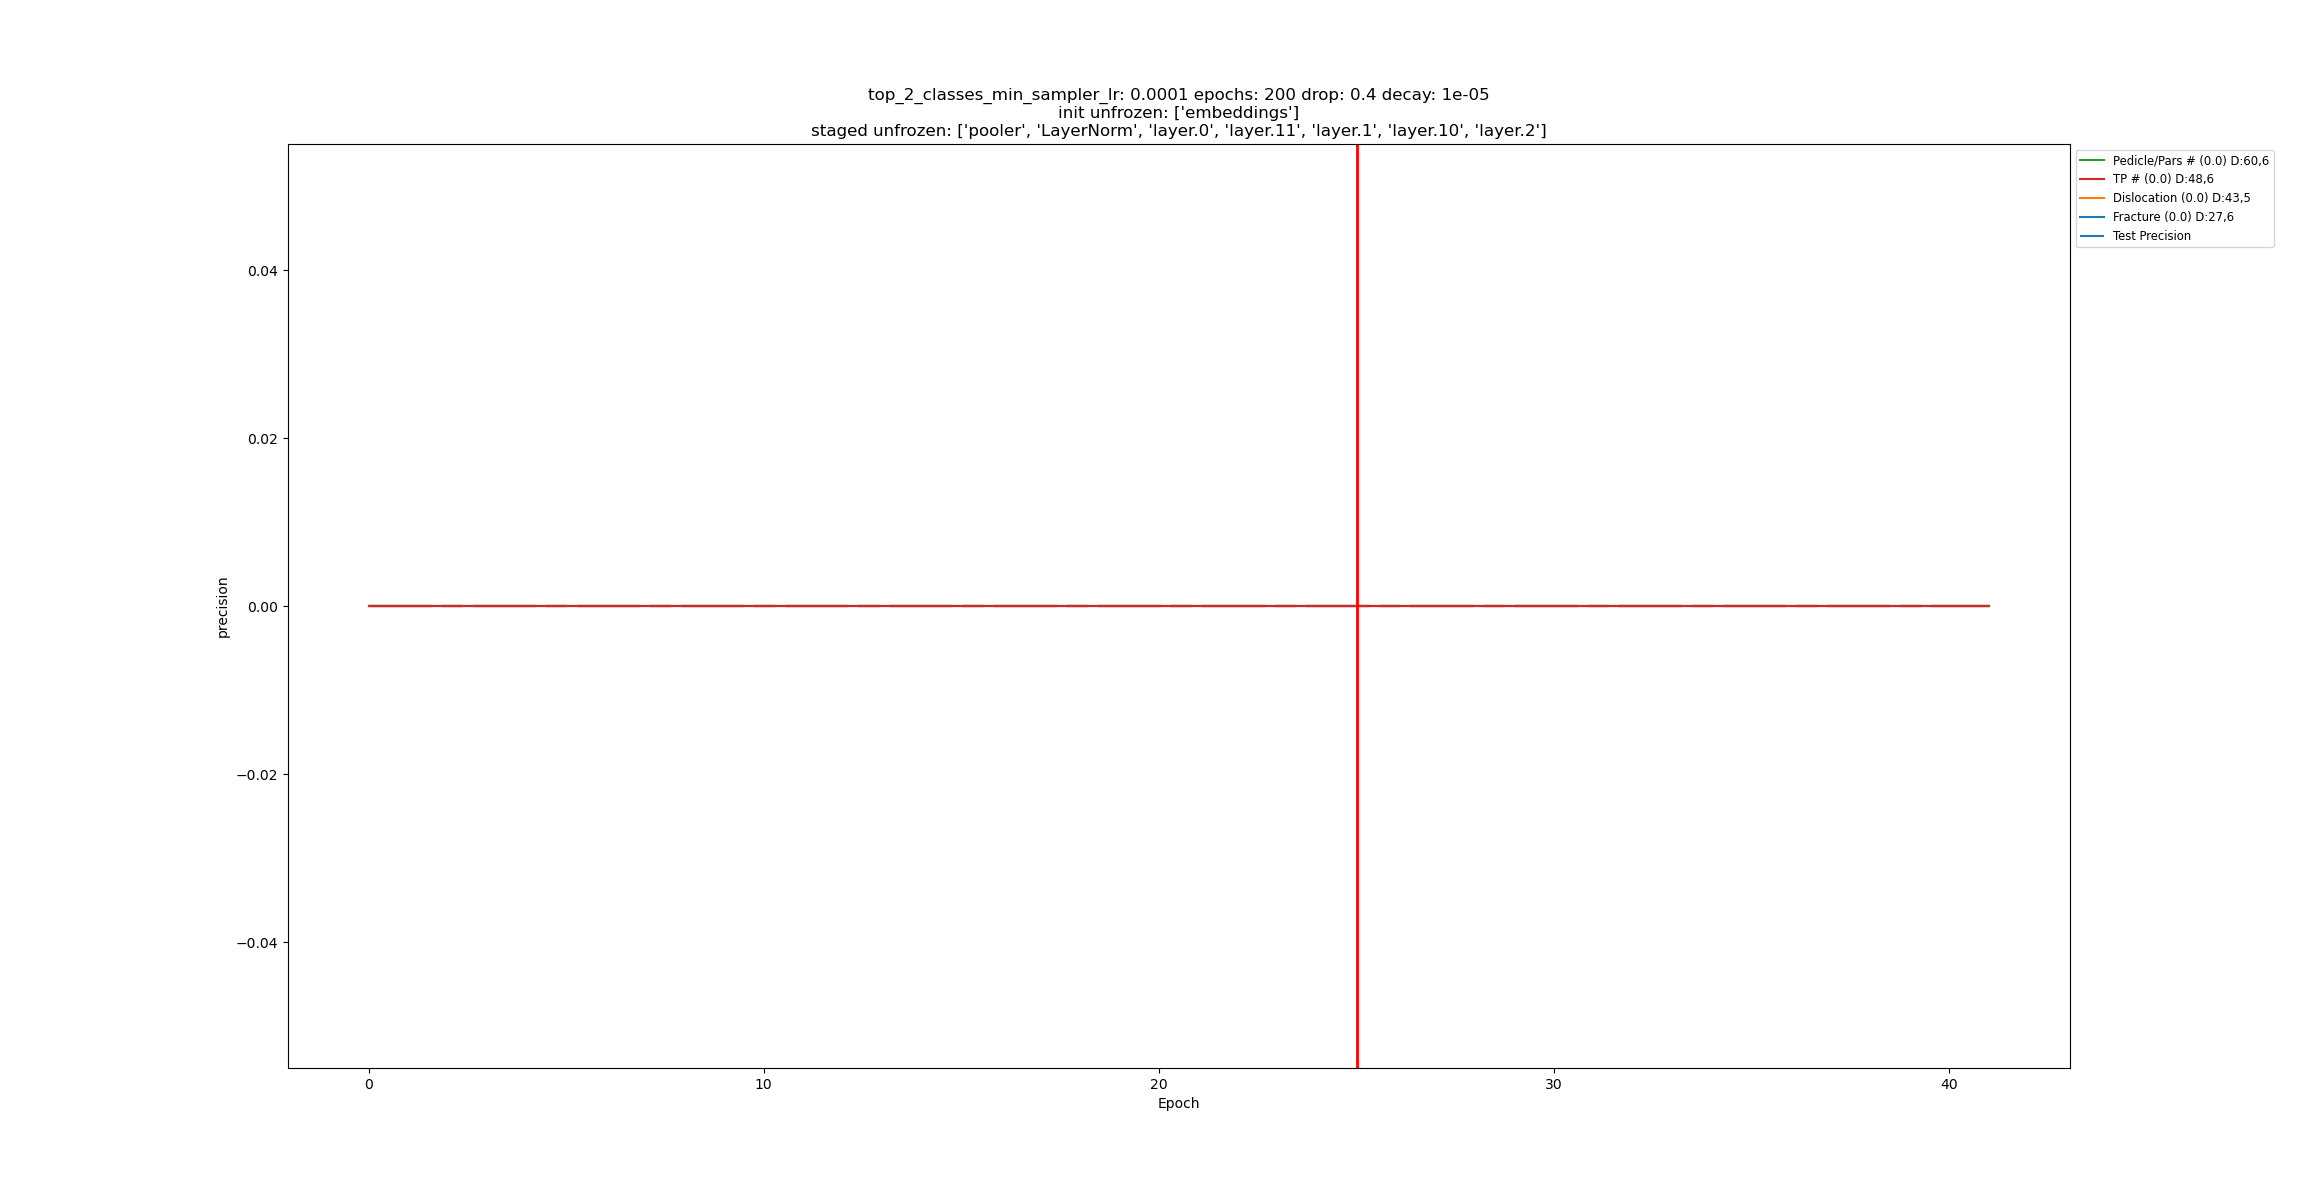 top_2_classes_min_sampler_lr: 0.0001 epochs: 200 drop: 0.4 decay: 1e-05
init unfrozen: ['embeddings']
staged unfrozen: ['pooler', 'LayerNorm', 'layer.0', 'layer.11', 'layer.1', 'layer.10', 'layer.2']
Pedicle/Pars # (0.0) D:60,6
TP # (0.0) D:48,6
Dislocation (0.0) D:43,5
Fracture (0.0) D:27,6
Test Precision
0.04
0.02
0.00
−0.02
−0.04
precision
0 10 20 30 40
Epoch